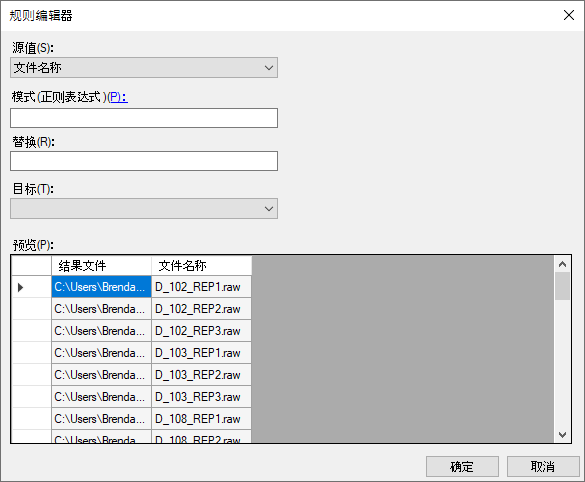 规则编辑器
源值(S):
文件名称
模式(正则表达式)(P):
替换(R):
目标(T):
预览(P):
结果文件 文件名称
C:\Users\Brenda... D_102_REP1.raw
C:\Users\Brenda... D_102_REP2.raw
C:\Users\Brenda... D_102_REP3.raw
C:\Users\Brenda... D_103_REP1.raw
C:\Users\Brenda... D_103_REP2.raw
C:\Users\Brenda... D_103_REP3.raw
C:\Users\Brenda... D_108_REP1.raw
C:\Users\Brenda... D_108_REP2.raw
确定 取消